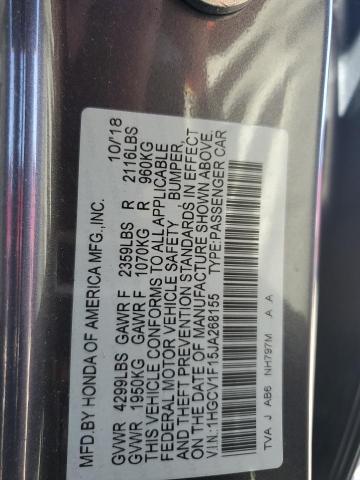 MFD.BY HONDA OF AMERICA MFG.,INC. 10/18
GVWR 4299LBS GAWR F 2359LBS R 2116LBS
GVWR 1950KG GAWR F 1070KG R 960KG
THIS VEHICLE CONFORMS TO ALL APPLICABLE
FEDERAL MOTOR VEHICLE SAFETY, BUMPER,
AND THEFT PREVENTION STANDARDS IN EFFECT
ON THE DATE OF MANUFACTURE SHOWN ABOVE.
V.I.N.:1HGCV1F15JA268155 TYPE:PASSENGER CAR
TVA J AB6 NH797M A A